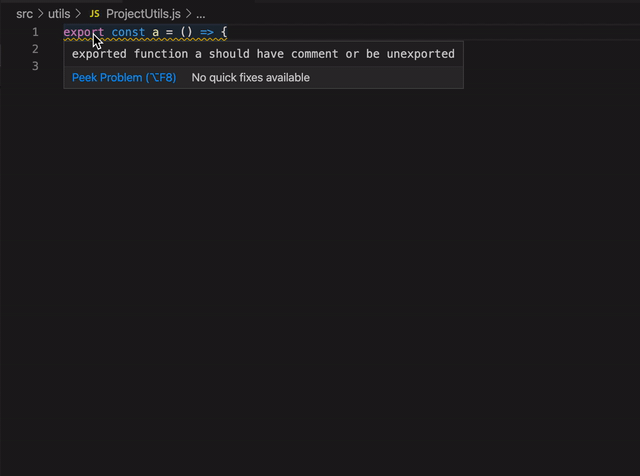 src > utils > JS ProjectUtils.js > ...
1 export const a = () => {
2
exported function a should have comment or be unexported
3
Peek Problem (⌥F8) No quick fixes available